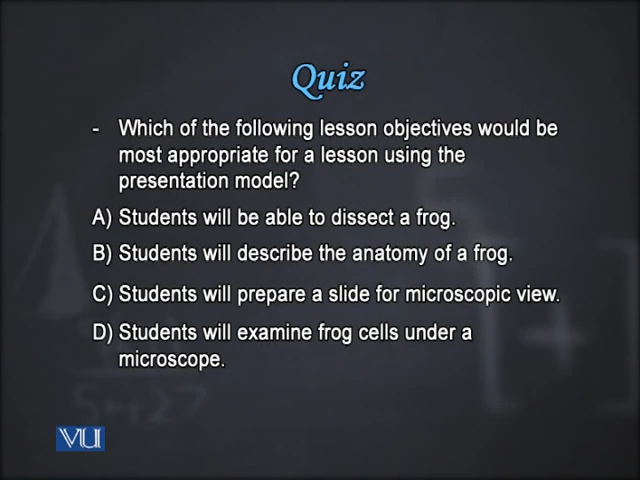 Quiz
- Which of the following lesson objectives would be
most appropriate for a lesson using the
presentation model?
A) Students will be able to dissect a frog.
B) Students will describe the anatomy of a frog.
C) Students will prepare a slide for microscopic view.
D) Students will examine frog cells under a
microscope.
VU